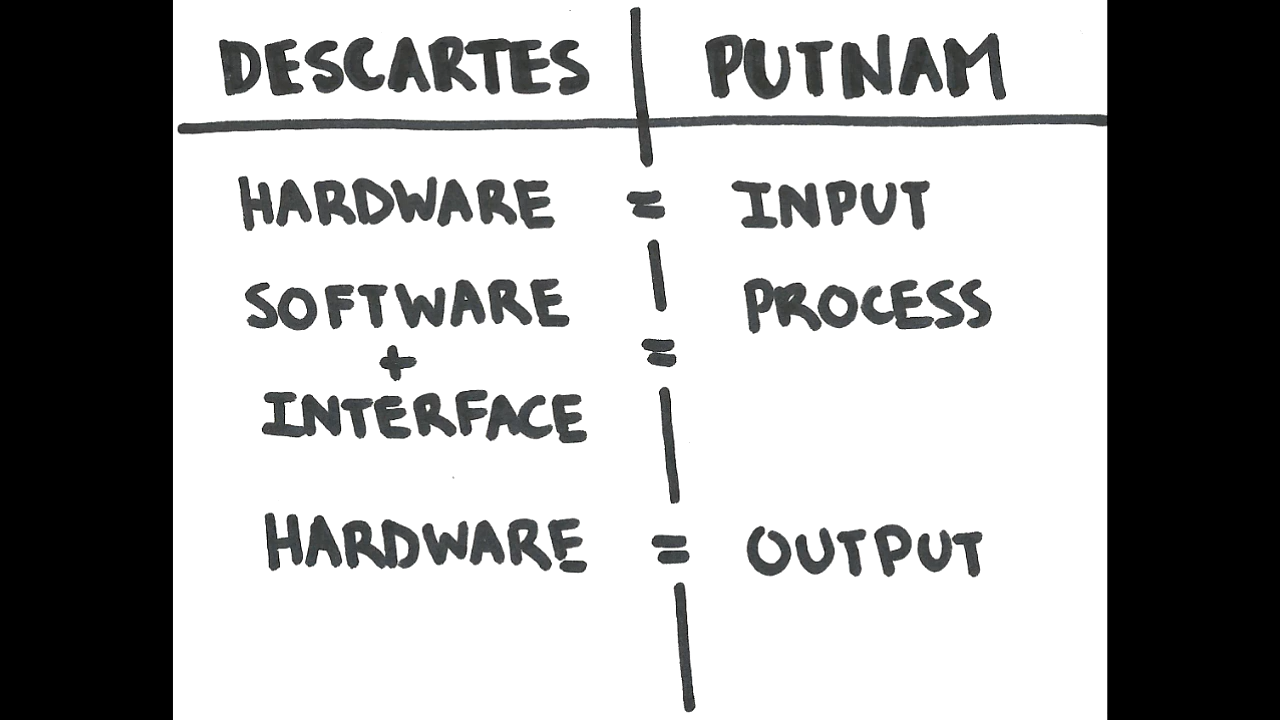 DESCARTES | PUTNAM
HARDWARE = INPUT
SOFTWARE PROCESS
+ =
INTERFACE
HARDWARE = OUTPUT